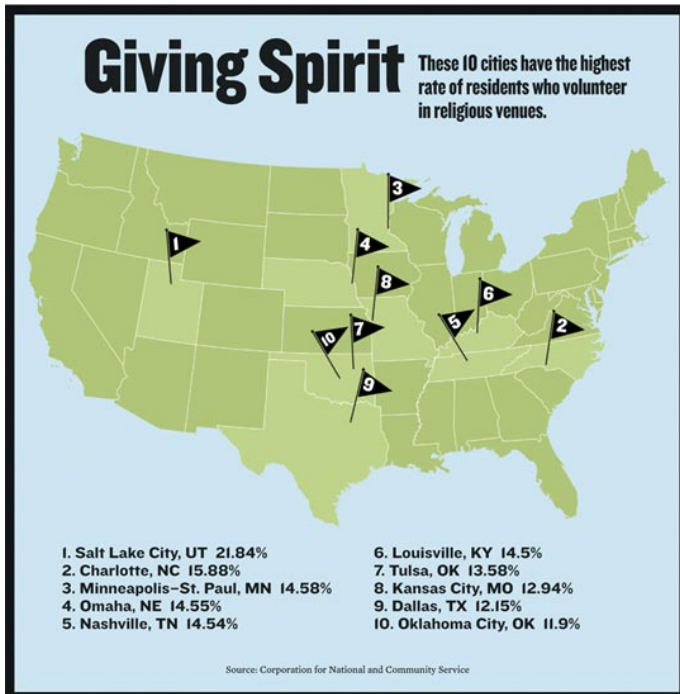 Giving Spirit
These 10 cities have the highest
rate of residents who volunteer
in religious venues.
3
1
4
8
6
5
2
7
10
9
1. Salt Lake City, UT 21.84%
2. Charlotte, NC 15.88%
3. Minneapolis–St. Paul, MN 14.58%
4. Omaha, NE 14.55%
5. Nashville, TN 14.54%
6. Louisville, KY 14.5%
7. Tulsa, OK 13.58%
8. Kansas City, MO 12.94%
9. Dallas, TX 12.15%
10. Oklahoma City, OK 11.9%
Source: Corporation for National and Community Service